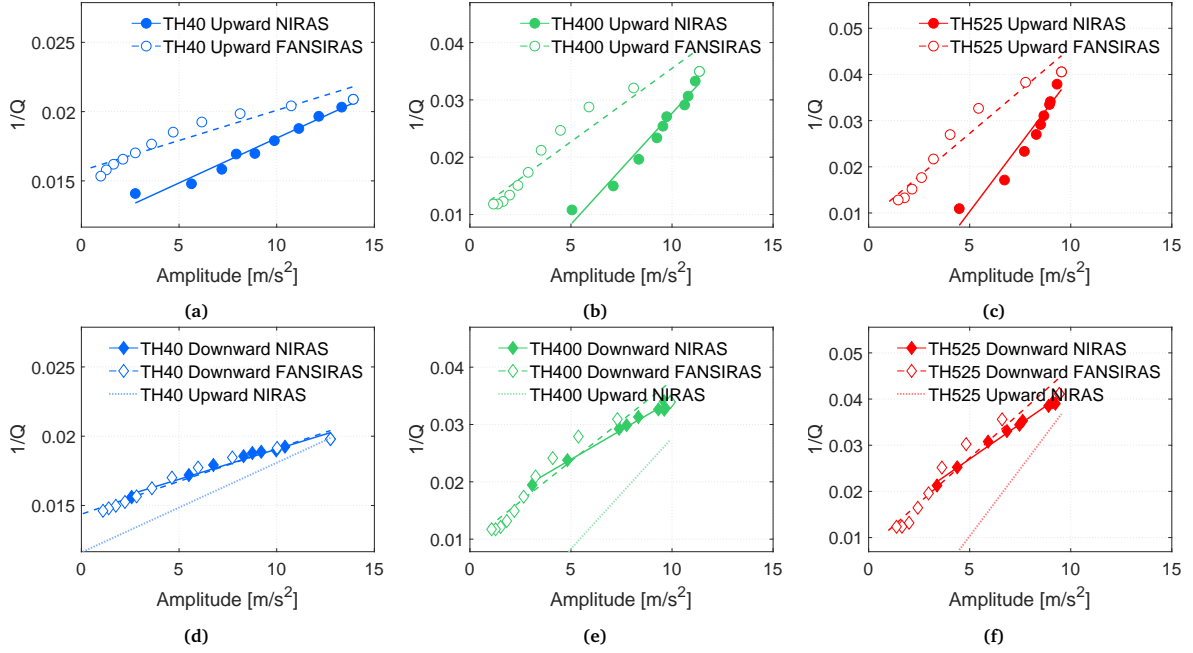 TH40 Upward NIRAS
TH40 Upward FANSIRAS
0.025
0.02
0.015
1/Q
0 5 10 15
Amplitude [m/s²]
(a)
TH400 Upward NIRAS
TH400 Upward FANSIRAS
0.04
0.03
0.02
0.01
1/Q
0 5 10 15
Amplitude [m/s²]
(b)
TH525 Upward NIRAS
TH525 Upward FANSIRAS
0.05
0.04
0.03
0.02
0.01
1/Q
0 5 10 15
Amplitude [m/s²]
(c)
TH40 Downward NIRAS
TH40 Downward FANSIRAS
TH40 Upward NIRAS
0.025
0.02
0.015
1/Q
0 5 10 15
Amplitude [m/s²]
(d)
TH400 Downward NIRAS
TH400 Downward FANSIRAS
TH400 Upward NIRAS
0.04
0.03
0.02
0.01
1/Q
0 5 10 15
Amplitude [m/s²]
(e)
TH525 Downward NIRAS
TH525 Downward FANSIRAS
TH525 Upward NIRAS
0.05
0.04
0.03
0.02
0.01
1/Q
0 5 10 15
Amplitude [m/s²]
(f)